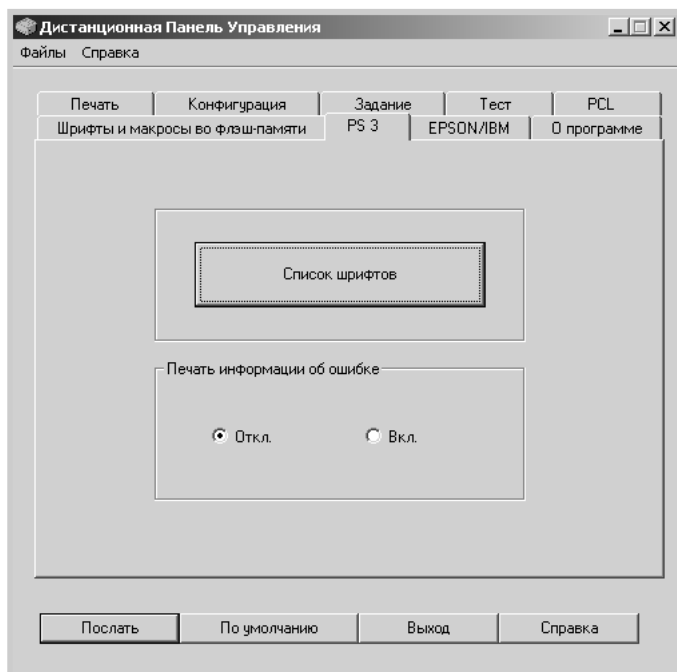 Дистанционная Панель Управления
Файлы Справка
Печать Конфигурация Задание Тест PCL
Шрифты и макросы во флэш-памяти PS 3 EPSON/IBM О программе
Список шрифтов
Печать информации об ошибке
Откл. Вкл.
Послать По умолчанию Выход Справка